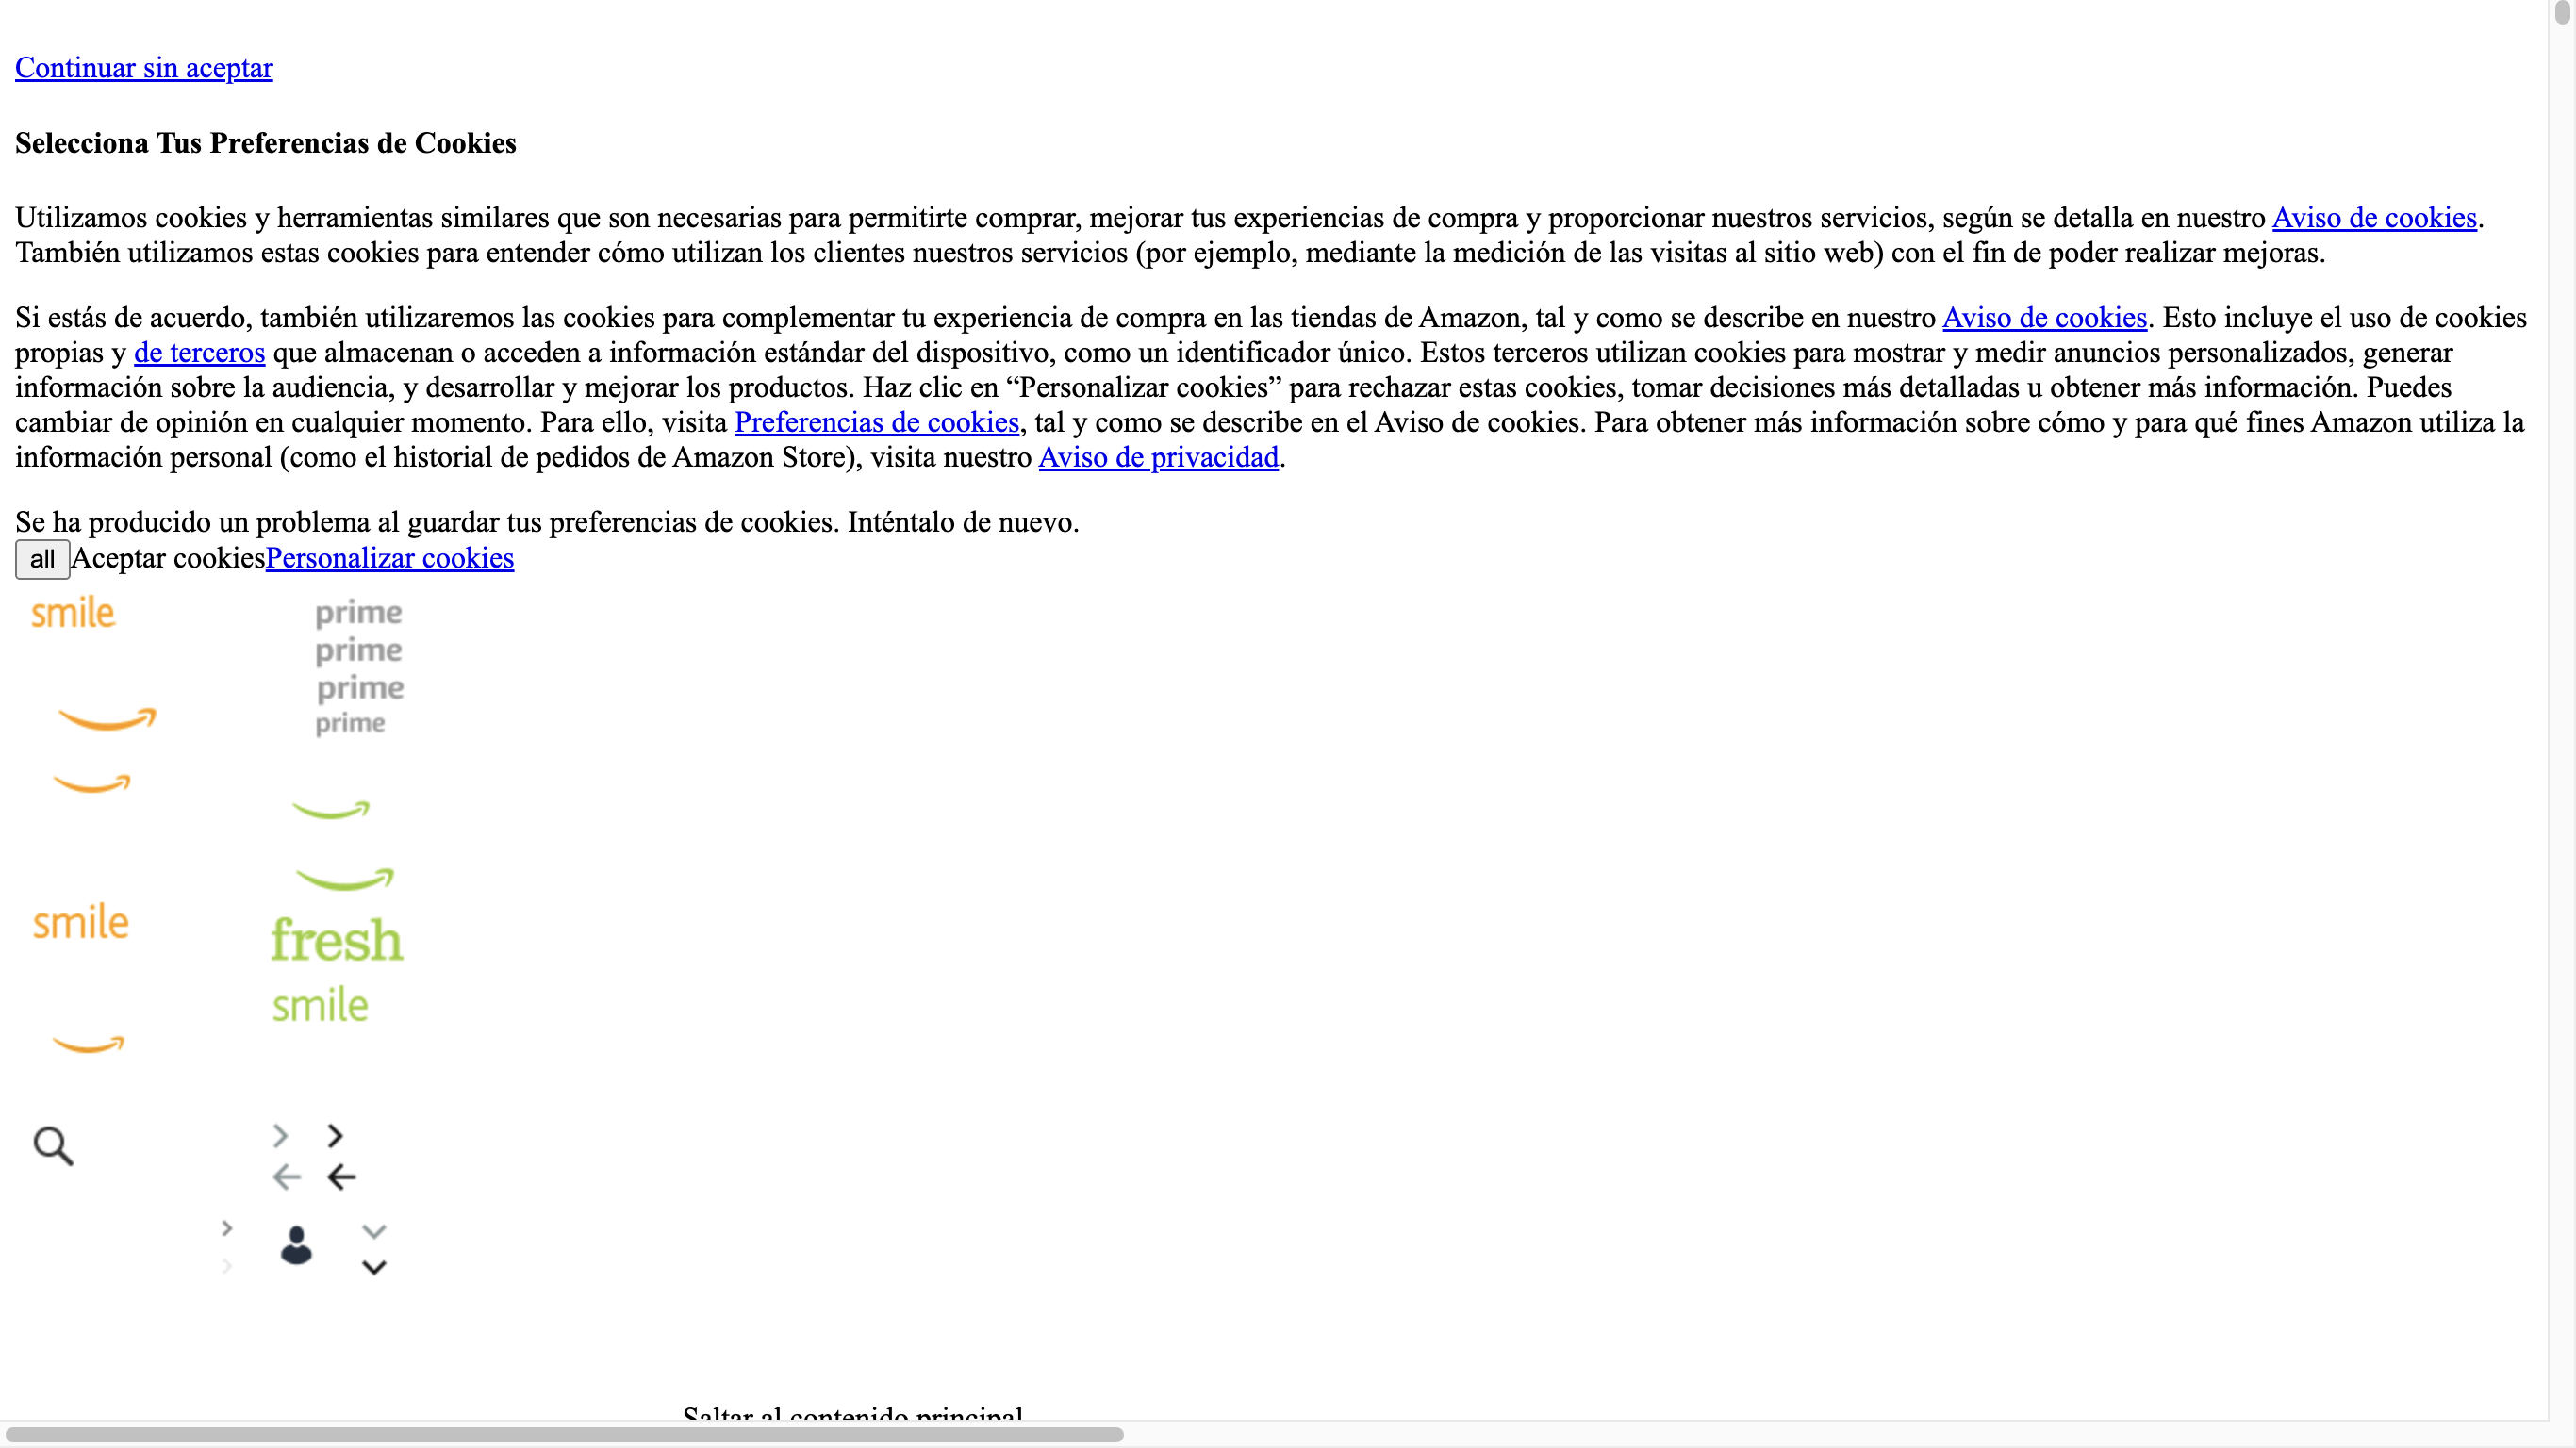 Continuar sin aceptar
Selecciona Tus Preferencias de Cookies
Utilizamos cookies y herramientas similares que son necesarias para permitirte comprar, mejorar tus experiencias de compra y proporcionar nuestros servicios, según se detalla en nuestro Aviso de cookies.
También utilizamos estas cookies para entender cómo utilizan los clientes nuestros servicios (por ejemplo, mediante la medición de las visitas al sitio web) con el fin de poder realizar mejoras.
Si estás de acuerdo, también utilizaremos las cookies para complementar tu experiencia de compra en las tiendas de Amazon, tal y como se describe en nuestro Aviso de cookies. Esto incluye el uso de cookies
propias y de terceros que almacenan o acceden a información estándar del dispositivo, como un identificador único. Estos terceros utilizan cookies para mostrar y medir anuncios personalizados, generar
información sobre la audiencia, y desarrollar y mejorar los productos. Haz clic en “Personalizar cookies” para rechazar estas cookies, tomar decisiones más detalladas u obtener más información. Puedes
cambiar de opinión en cualquier momento. Para ello, visita Preferencias de cookies, tal y como se describe en el Aviso de cookies. Para obtener más información sobre cómo y para qué fines Amazon utiliza la
información personal (como el historial de pedidos de Amazon Store), visita nuestro Aviso de privacidad.
Se ha producido un problema al guardar tus preferencias de cookies. Inténtalo de nuevo.
all Aceptar cookiesPersonalizar cookies
smile
prime
prime
prime
prime
smile
fresh
smile
Saltar al contenido principal